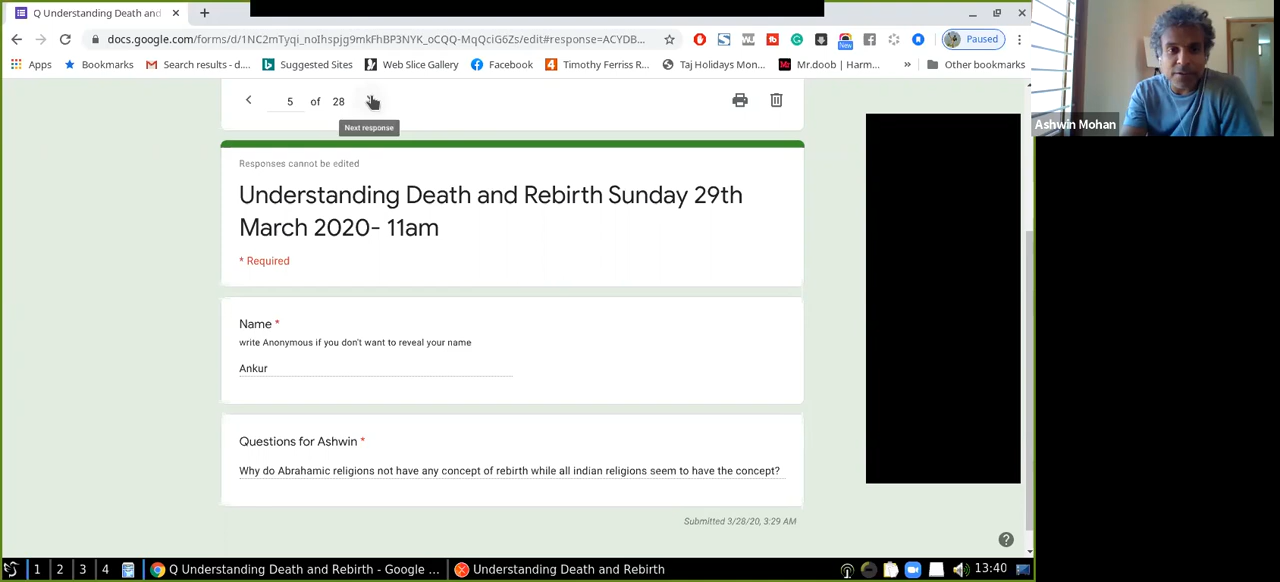 Q Understanding Death and
docs.google.com/forms/d/1NC2mTyqi_noIhspjg9mkFhBP3NYK_oCQQ-MqQciG6Zs/edit#response=ACYDB...
New
Paused
Apps
Bookmarks
Search results - d....
Suggested Sites
Web Slice Gallery
Facebook
Timothy Ferriss R...
Taj Holidays Mon...
Mr.doob | Harm...
»
Other bookmarks
Ashwin Mohan
5 of 28
Next response
Responses cannot be edited
Understanding Death and Rebirth Sunday 29th
March 2020- 11am
* Required
Name *
write Anonymous if you don't want to reveal your name
Ankur
Questions for Ashwin *
Why do Abrahamic religions not have any concept of rebirth while all indian religions seem to have the concept?
Submitted 3/28/20, 3:29 AM
1 2 3 4 Q Understanding Death and Rebirth - Google ... Understanding Death and Rebirth 13:40